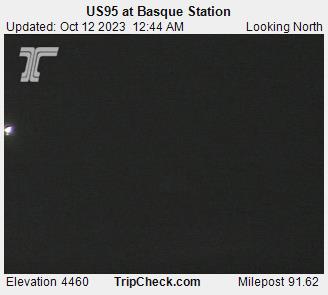 US95 at Basque Station
Updated: Oct 12 2023 12:44 AM Looking North
Elevation 4460 TripCheck.com Milepost 91.62